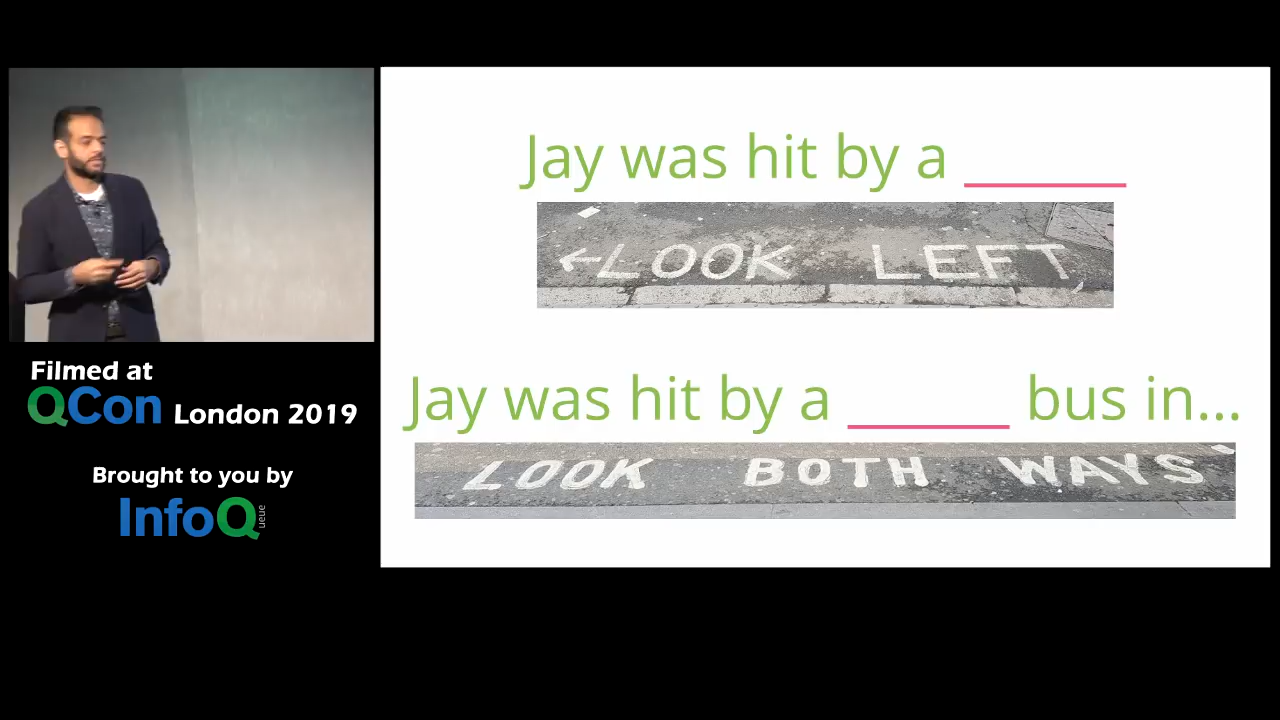 Jay was hit by a ______
←LOOK LEFT
Jay was hit by a ______ bus in...
LOOK BOTH WAYS
Filmed at
QCon London 2019
Brought to you by
InfoQ
ueue